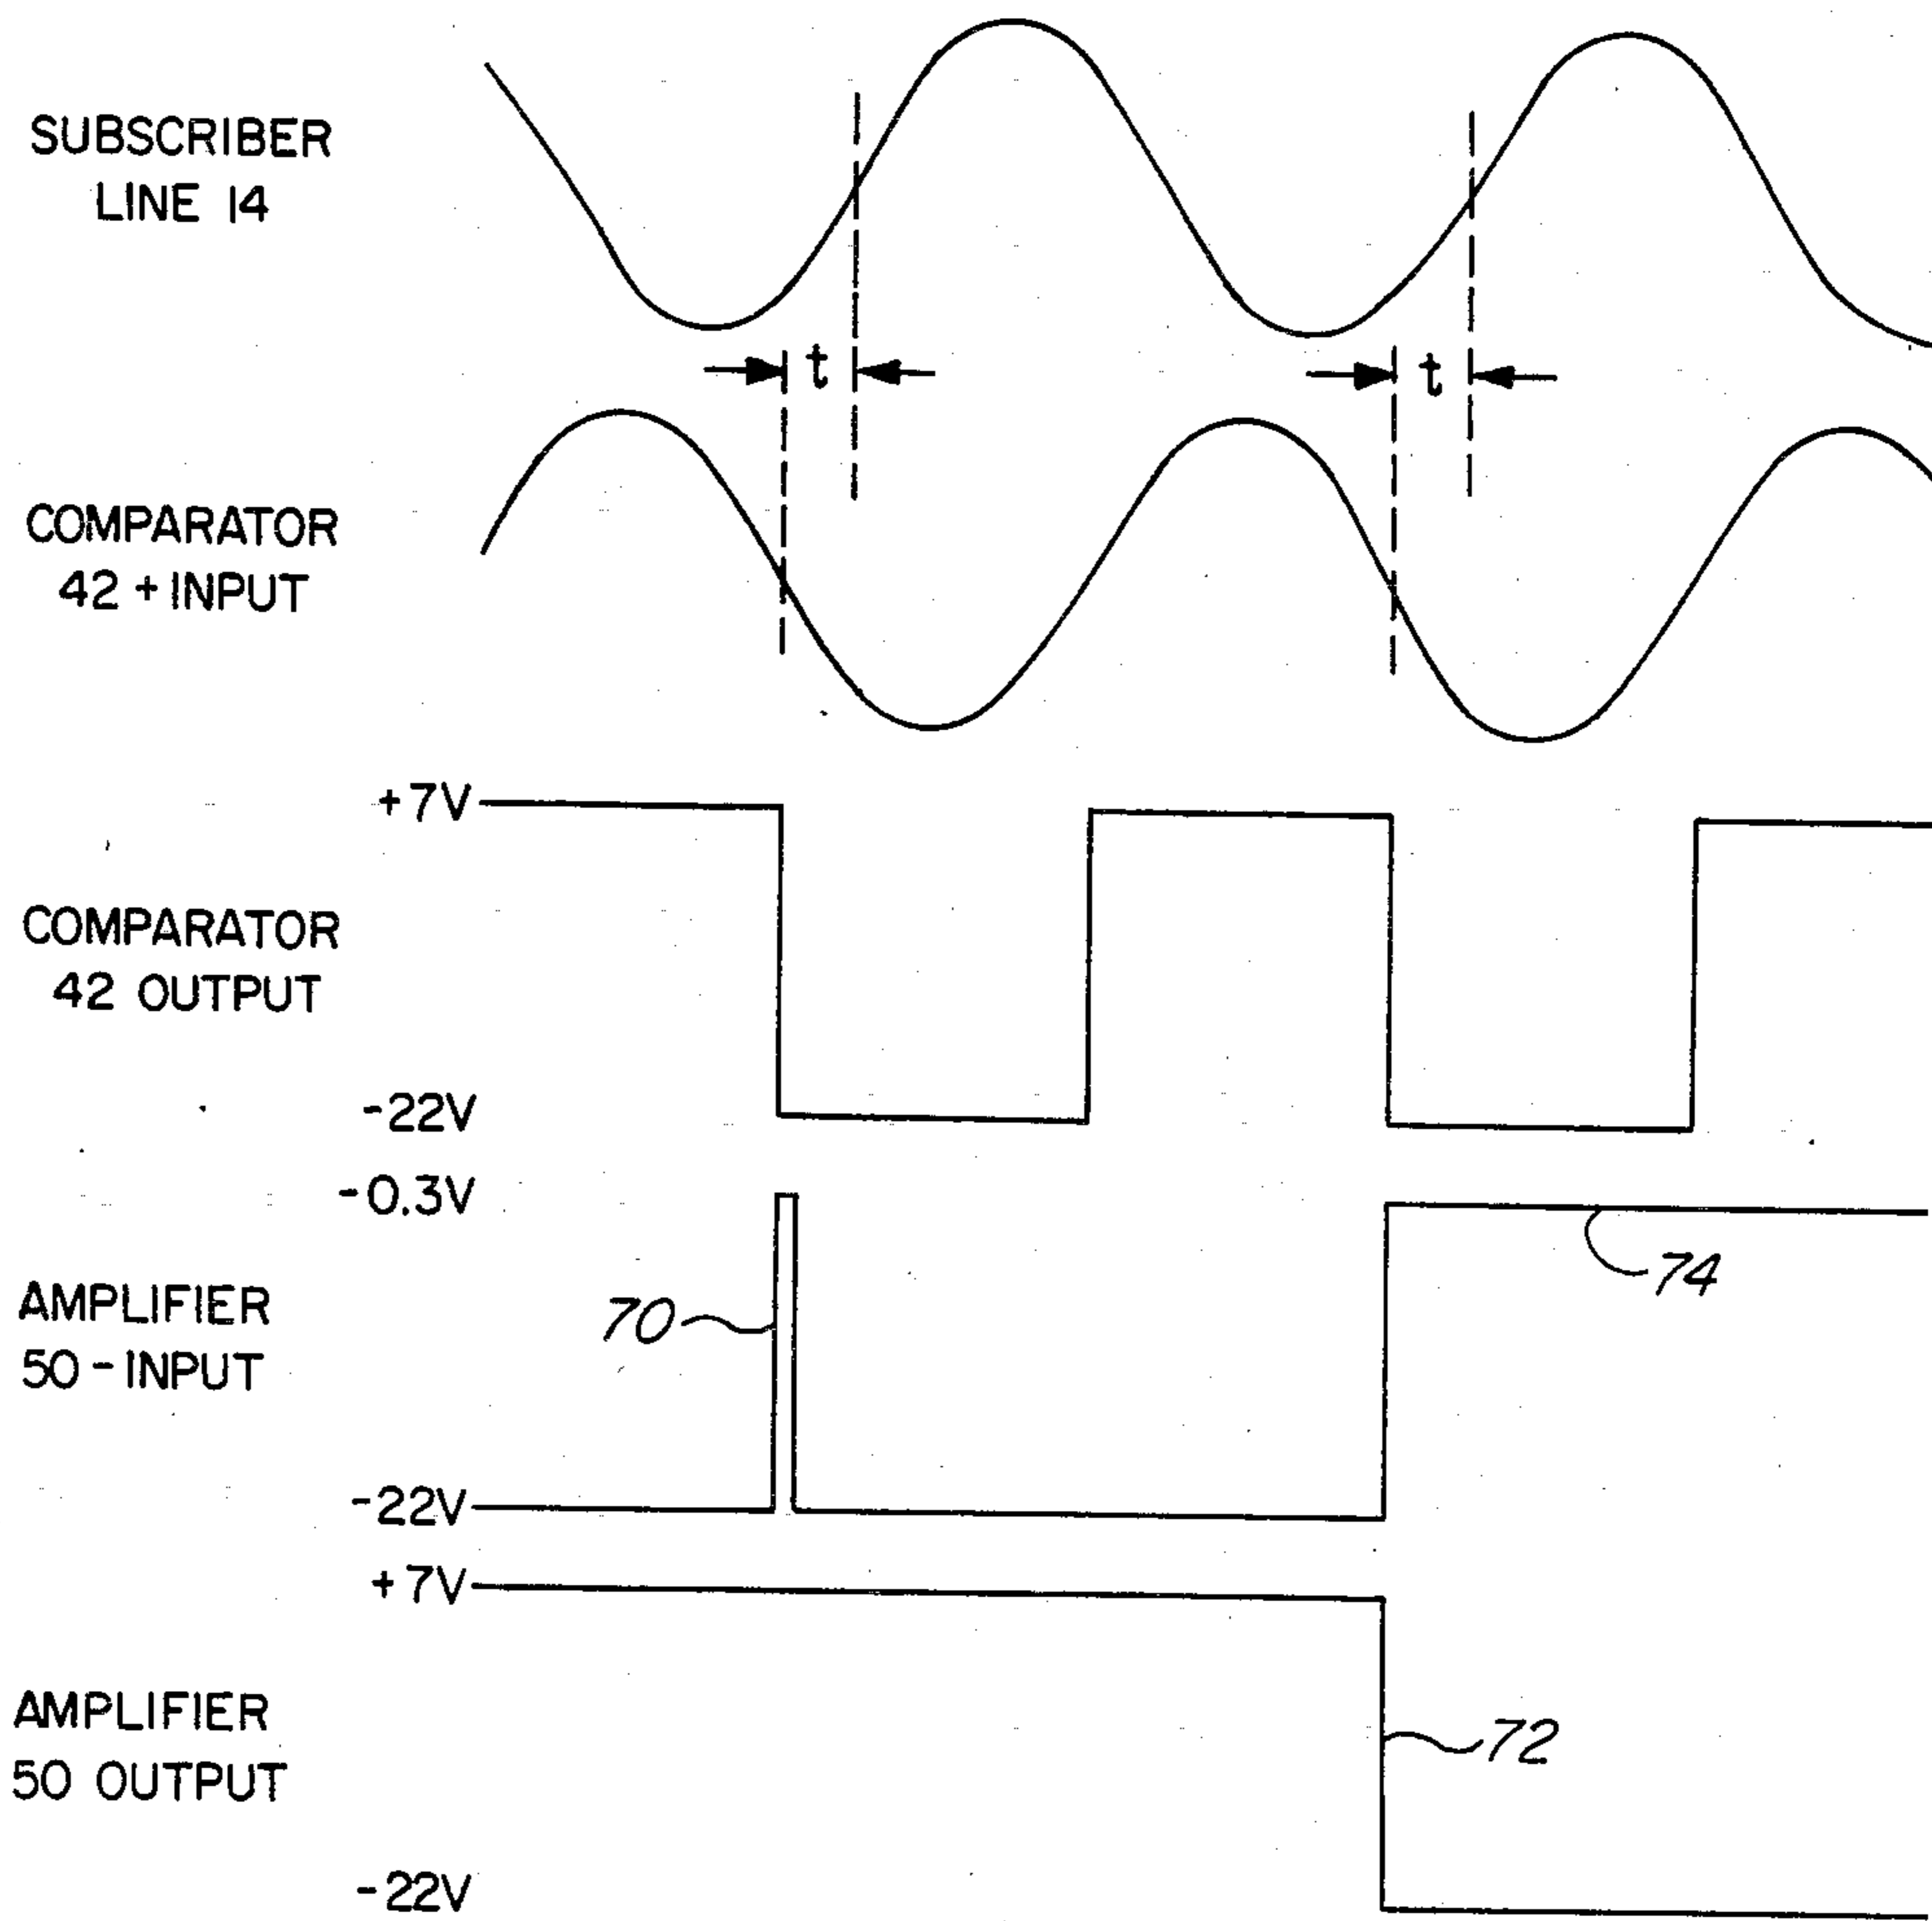 SUBSCRIBER
LINE 14
t
t
COMPARATOR
42 + INPUT
+7V
COMPARATOR
42 OUTPUT
-22V
-0.3V
74
AMPLIFIER
50 - INPUT
70
-22V
+7V
AMPLIFIER
50 OUTPUT
72
-22V